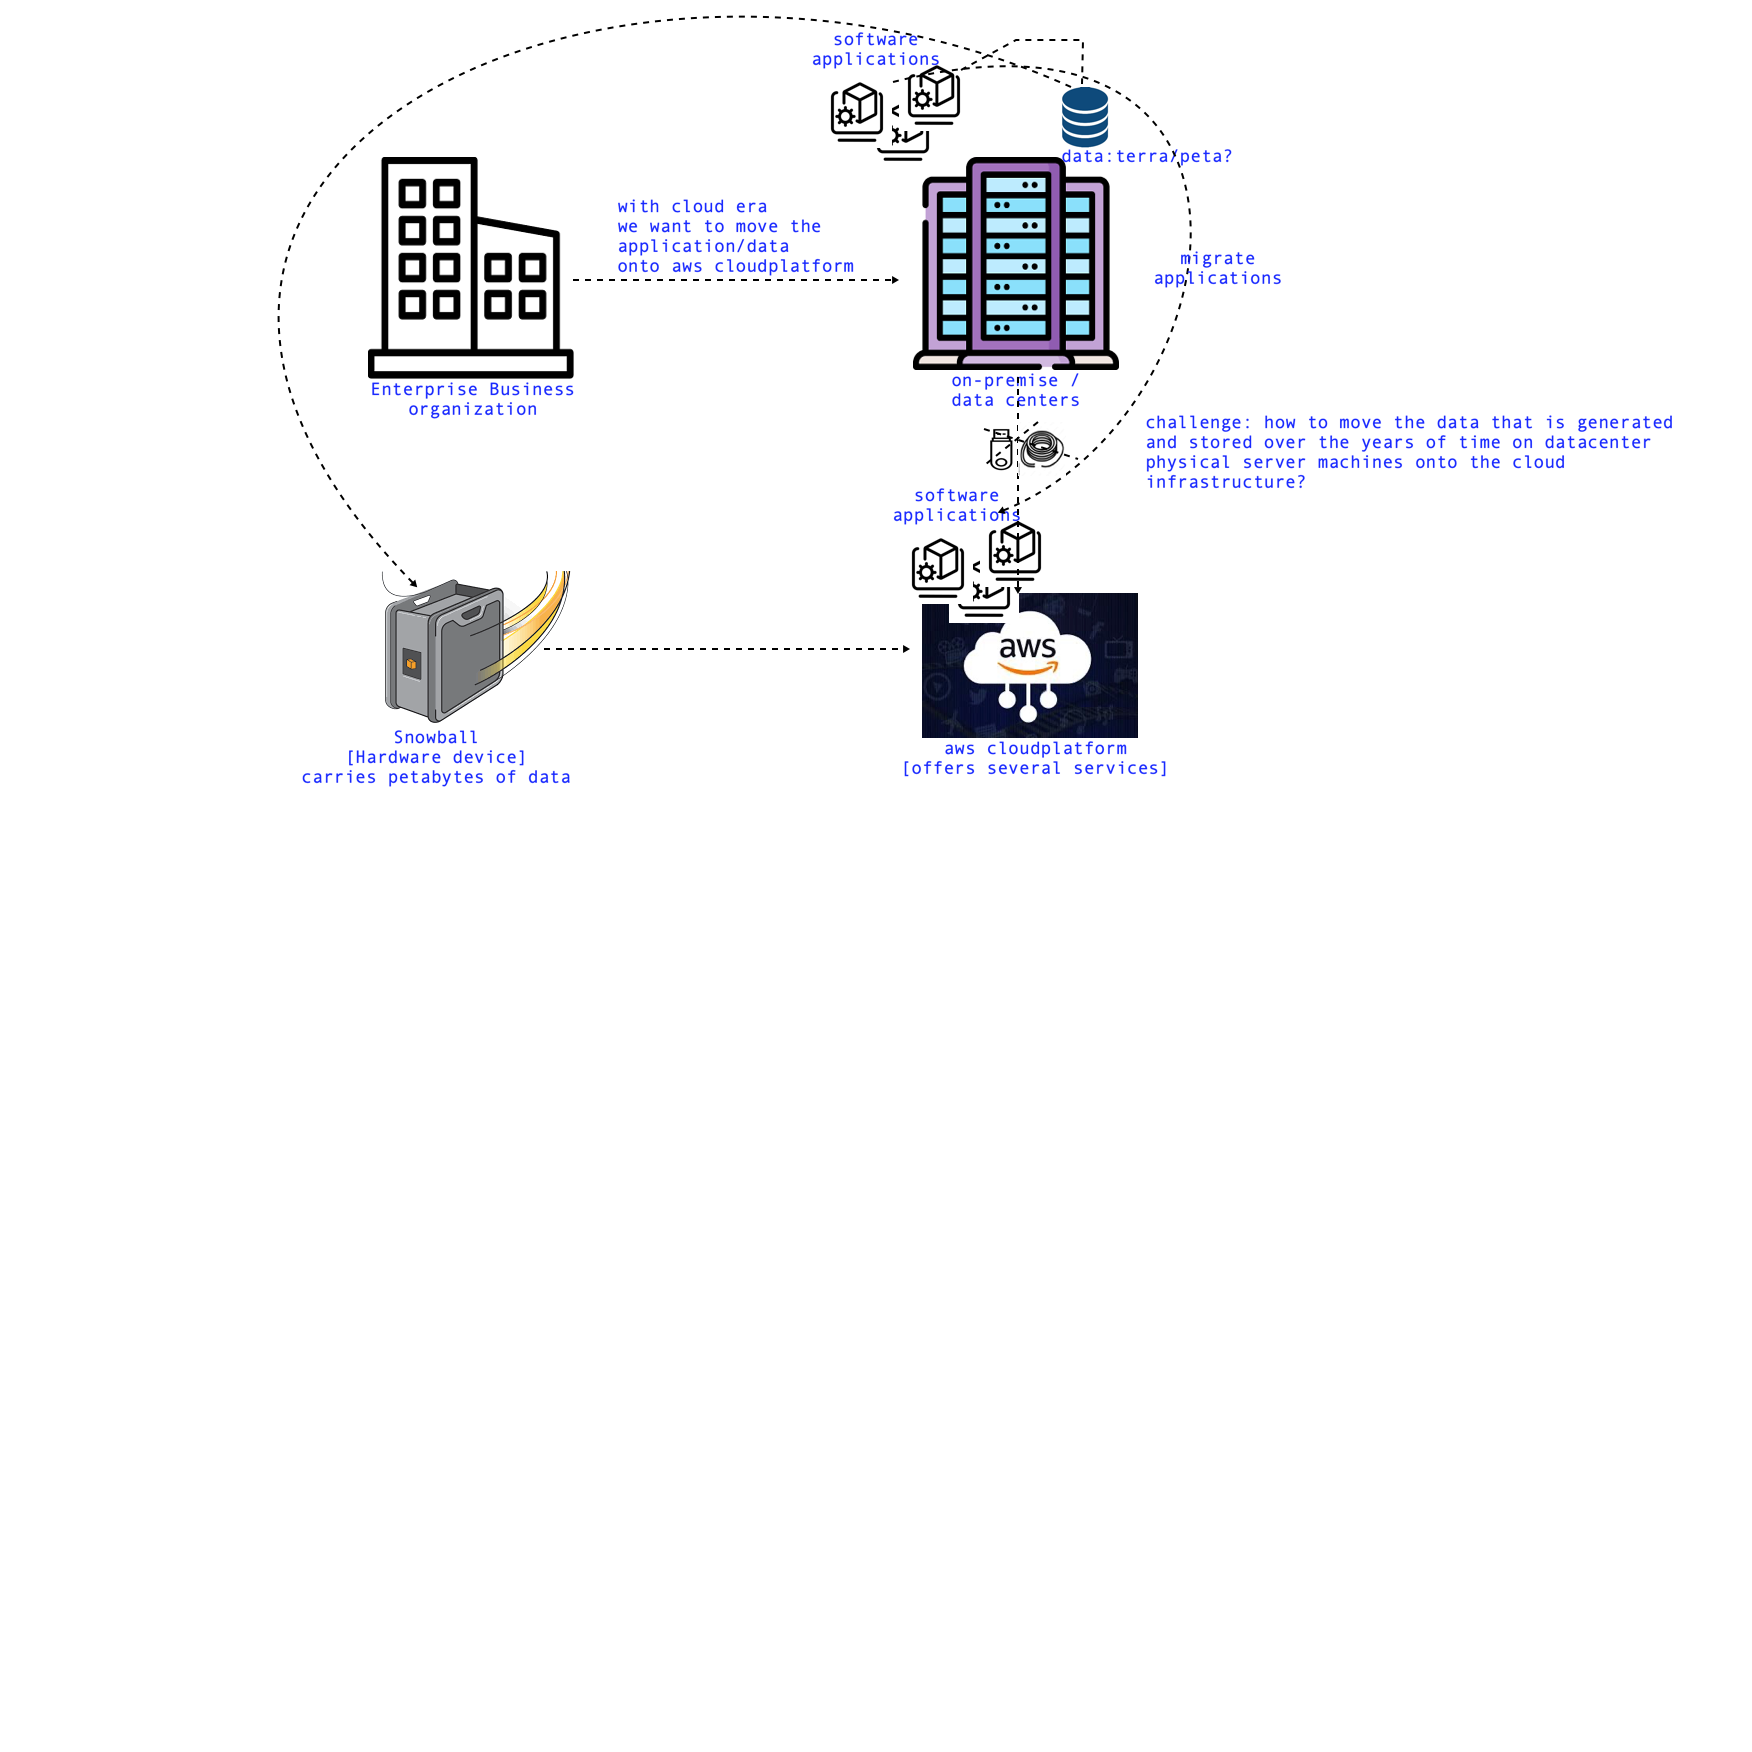 software
applications
data:terra/peta?
with cloud era
we want to move the
application/data
onto aws cloudplatform
migrate
applications
Enterprise Business
organization
on-premise /
data centers
challenge: how to move the data that is generated
and stored over the years of time on datacenter
physical server machines onto the cloud
infrastructure?
software
applications
aws
Snowball
[Hardware device]
carries petabytes of data
aws cloudplatform
[offers several services]